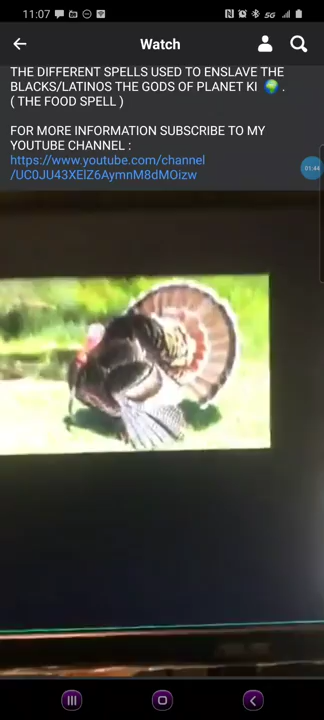 11:07
5G
Watch
THE DIFFERENT SPELLS USED TO ENSLAVE THE
BLACKS/LATINOS THE GODS OF PLANET KI 🌍 .
( THE FOOD SPELL )
FOR MORE INFORMATION SUBSCRIBE TO MY
YOUTUBE CHANNEL :
https://www.youtube.com/channel
/UC0JU43XElZ6AymnM8dMOizw
01:44